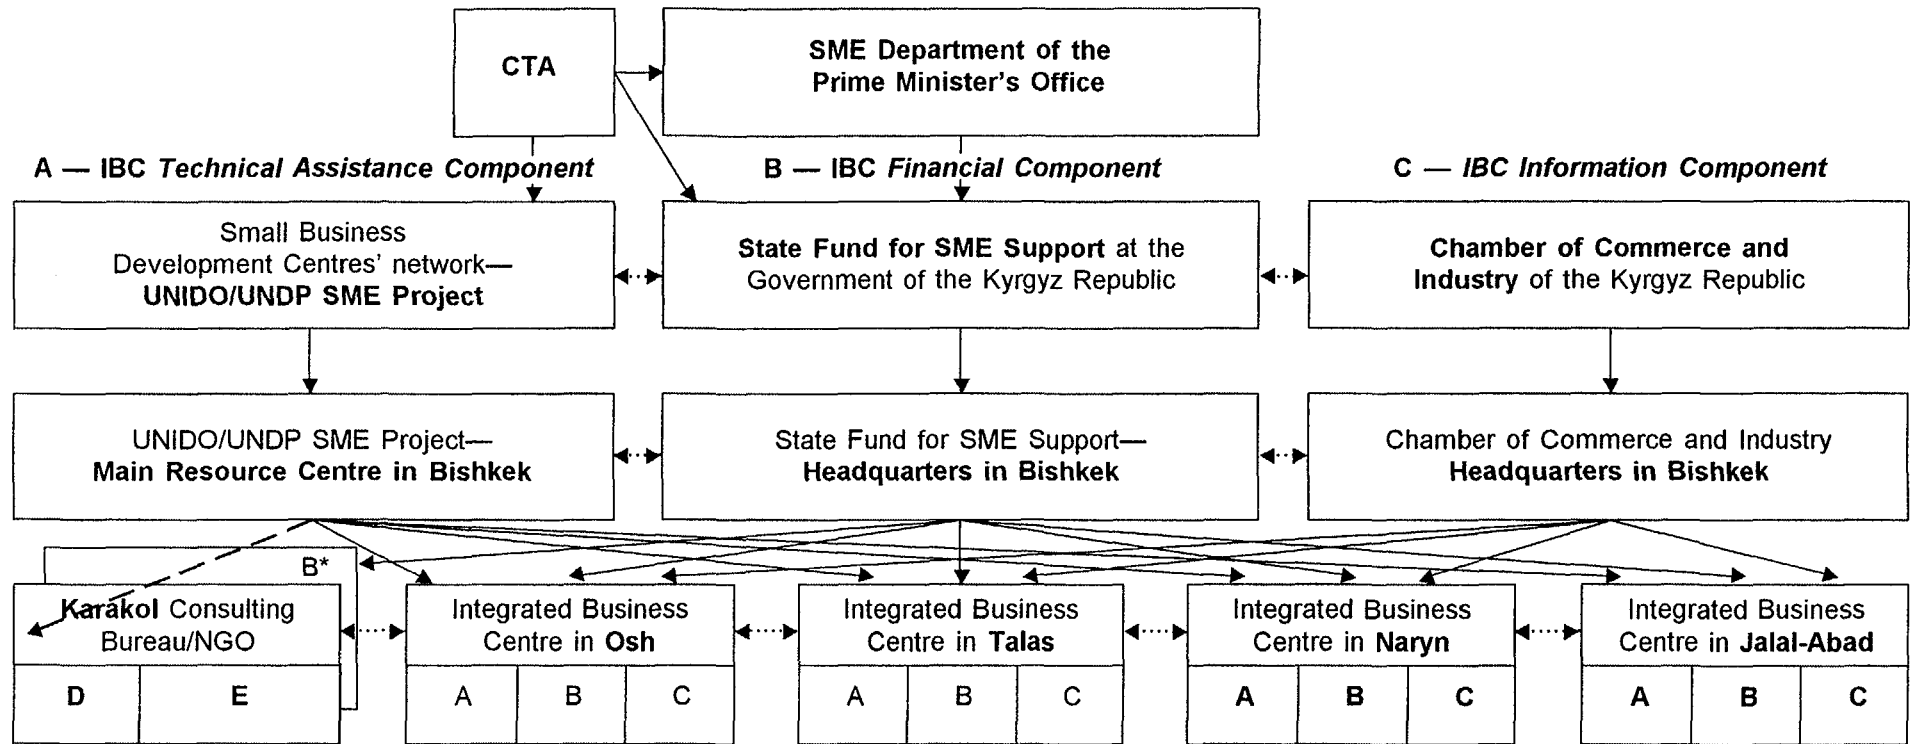 CTA
SME Department of the
Prime Minister's Office
A — IBC Technical Assistance Component
B — IBC Financial Component
C — IBC Information Component
Small Business
Development Centres' network—
UNIDO/UNDP SME Project
State Fund for SME Support at the
Government of the Kyrgyz Republic
Chamber of Commerce and
Industry of the Kyrgyz Republic
UNIDO/UNDP SME Project—
Main Resource Centre in Bishkek
State Fund for SME Support—
Headquarters in Bishkek
Chamber of Commerce and Industry
Headquarters in Bishkek
B*
Karakol Consulting
Bureau/NGO
D E
Integrated Business
Centre in Osh
A B C
Integrated Business
Centre in Talas
A B C
Integrated Business
Centre in Naryn
A B C
Integrated Business
Centre in Jalal-Abad
A B C